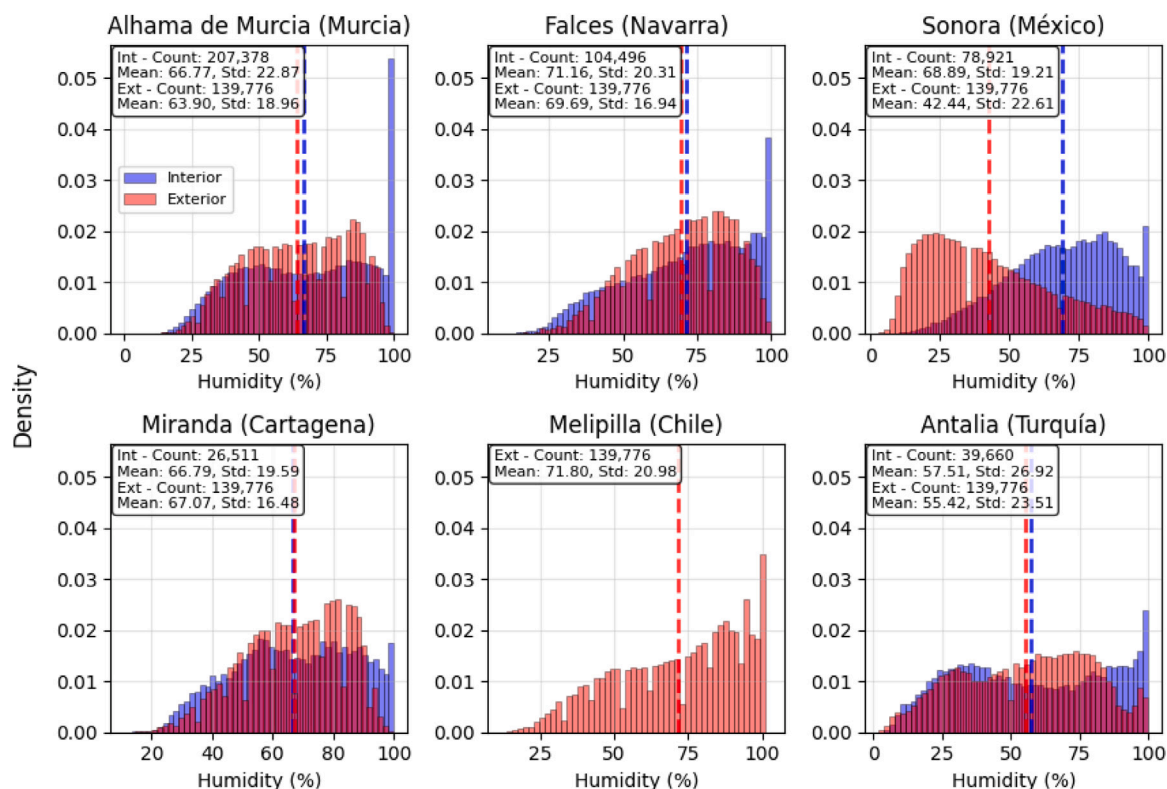 Alhama de Murcia (Murcia)
Int - Count: 207,378
Mean: 66.77, Std: 22.87
Ext - Count: 139,776
Mean: 63.90, Std: 18.96
Interior
Exterior
0.05
0.04
0.03
0.02
0.01
0.00
0 25 50 75 100
Humidity (%)
Falces (Navarra)
Int - Count: 104,496
Mean: 71.16, Std: 20.31
Ext - Count: 139,776
Mean: 69.69, Std: 16.94
0.05
0.04
0.03
0.02
0.01
0.00
25 50 75 100
Humidity (%)
Sonora (México)
Int - Count: 78,921
Mean: 68.89, Std: 19.21
Ext - Count: 139,776
Mean: 42.44, Std: 22.61
0.05
0.04
0.03
0.02
0.01
0.00
0 25 50 75 100
Humidity (%)
Density
Miranda (Cartagena)
Int - Count: 26,511
Mean: 66.79, Std: 19.59
Ext - Count: 139,776
Mean: 67.07, Std: 16.48
0.05
0.04
0.03
0.02
0.01
0.00
20 40 60 80 100
Humidity (%)
Melipilla (Chile)
Ext - Count: 139,776
Mean: 71.80, Std: 20.98
0.05
0.04
0.03
0.02
0.01
0.00
25 50 75 100
Humidity (%)
Antalia (Turquía)
Int - Count: 39,660
Mean: 57.51, Std: 26.92
Ext - Count: 139,776
Mean: 55.42, Std: 23.51
0.05
0.04
0.03
0.02
0.01
0.00
0 25 50 75 100
Humidity (%)